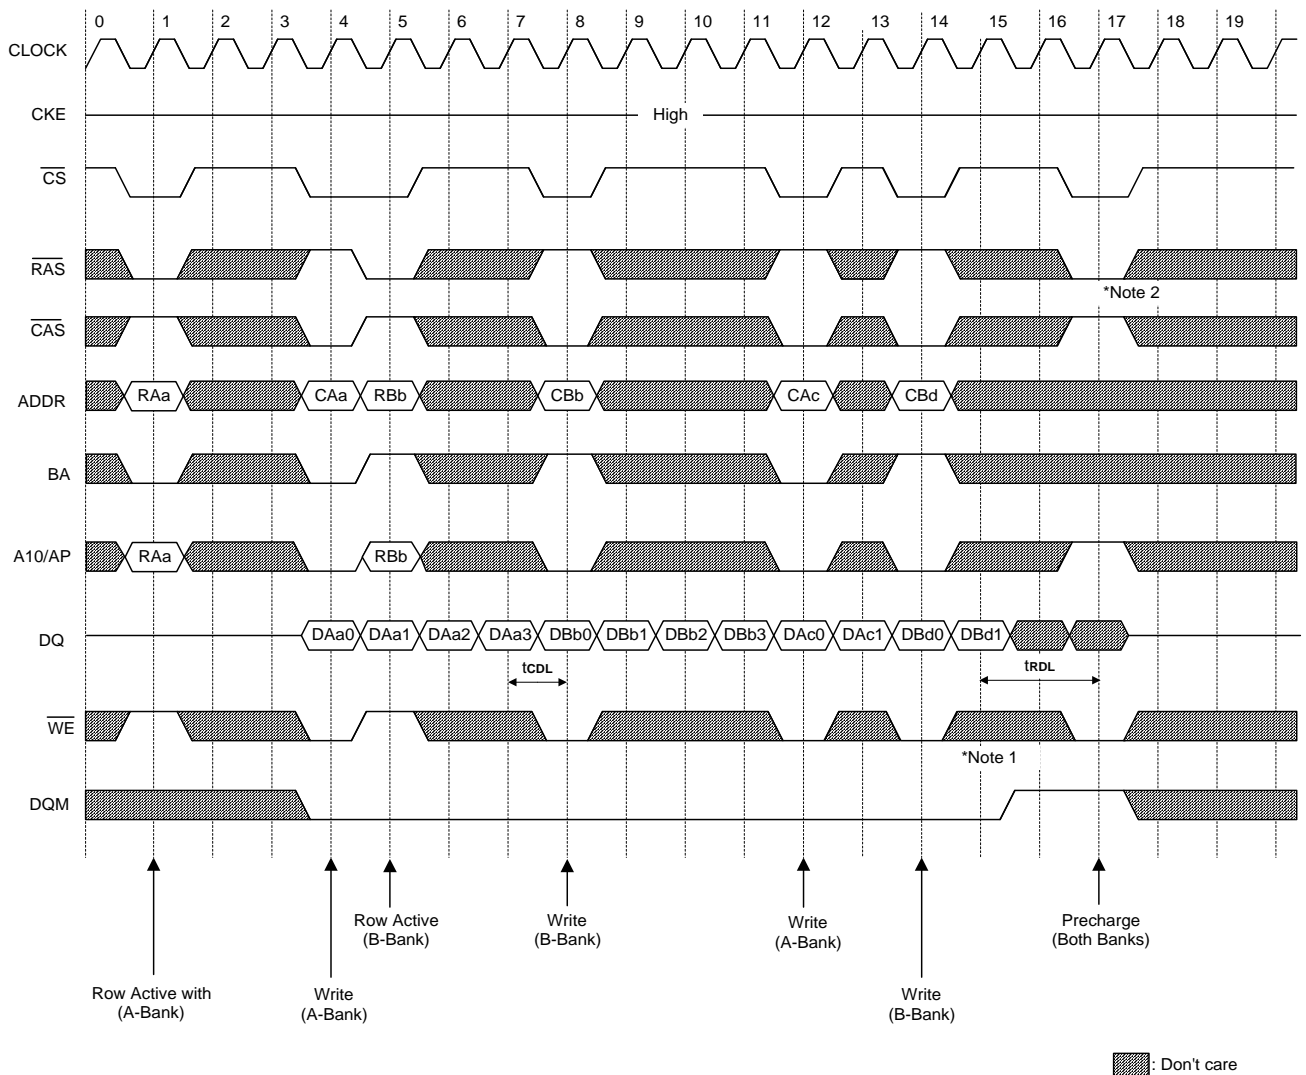 0 1 2 3 4 5 6 7 8 9 10 11 12 13 14 15 16 17 18 19
CLOCK
CKE High
CS
RAS
*Note 2
CAS
ADDR RAa CAa RBb CBb CAc CBd
BA
A10/AP RAa RBb
DQ DAa0 DAa1 DAa2 DAa3 DBb0 DBb1 DBb2 DBb3 DAc0 DAc1 DBd0 DBd1
tCDL tRDL
WE
*Note 1
DQM
Row Active
(B-Bank)
Write
(B-Bank)
Write
(A-Bank)
Precharge
(Both Banks)
Row Active with
(A-Bank)
Write
(A-Bank)
Write
(B-Bank)
: Don't care